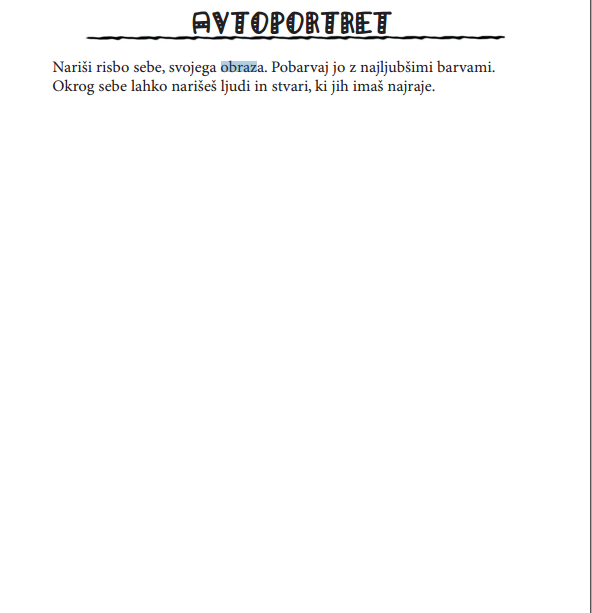 AVTOPORTRET
Nariši risbo sebe, svojega obraza. Pobarvaj jo z najljubšimi barvami.
Okrog sebe lahko narišeš ljudi in stvari, ki jih imaš najraje.